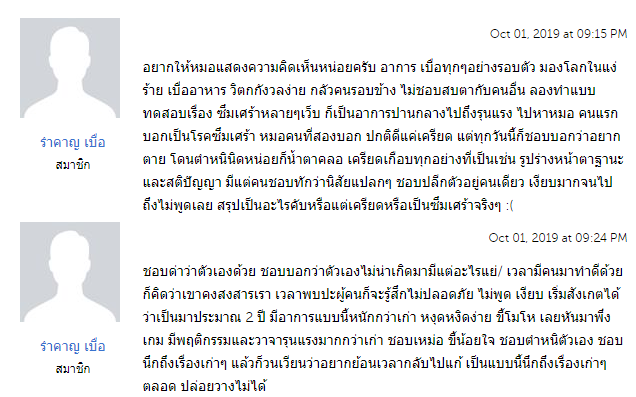 Oct 01, 2019 at 09:15 PM
อยากให้หมอแสดงความคิดเห็นหน่อยครับ อาการ เบื่อทุกๆอย่างรอบตัว มองโลกในแง่
ร้าย เบื่ออาหาร วิตกกังวลง่าย กลัวคนรอบข้าง ไม่ชอบสบตากับคนอื่น ลองทำแบบ
ทดสอบเรื่อง ซึมเศร้าหลายๆเว็บ ก็เป็นอาการปานกลางไปถึงรุนแรง ไปหาหมอ คนแรก
บอกเป็นโรคซึมเศร้า หมอคนที่สองบอก ปกติดีแค่เครียด แต่ทุกวันนี้ก็ชอบบอกว่าอยาก
ตาย โดนตำหนินิดหน่อยก็น้ำตาคลอ เครียดเกือบทุกอย่างที่เป็นเช่น รูปร่างหน้าตาฐานะ
และสติปัญญา มีแต่คนชอบทักว่านิสัยแปลกๆ ชอบปลีกตัวอยู่คนเดียว เงียบมากจนไป
ถึงไม่พูดเลย สรุปเป็นอะไรคับหรือแต่เครียดหรือเป็นซึมเศร้าจริงๆ :(
รำคาญ เบื่อ
สมาชิก
Oct 01, 2019 at 09:24 PM
ชอบด่าว่าตัวเองด้วย ชอบบอกว่าตัวเองไม่น่าเกิดมามีแต่อะไรแย่/ เวลามีคนมาทำดีด้วย
ก็คิดว่าเขาคงสงสารเรา เวลาพบปะผู้คนก็จะรู้สึกไม่ปลอดภัย ไม่พูด เงียบ เริ่มสังเกตได้
ว่าเป็นมาประมาณ 2 ปี มีอาการแบบนี้หนักกว่าเก่า หงุดหงิดง่าย ขี้โมโห เลยหันมาพึ่ง
เกม มีพฤติกรรมและวาจารุนแรงมากกว่าเก่า ชอบเหม่อ ขี้น้อยใจ ชอบตำหนิตัวเอง ชอบ
นึกถึงเรื่องเก่าๆ แล้วก็วนเวียนว่าอยากย้อนเวลากลับไปแก้ เป็นแบบนี้นึกถึงเรื่องเก่าๆ
ตลอด ปล่อยวางไม่ได้
รำคาญ เบื่อ
สมาชิก